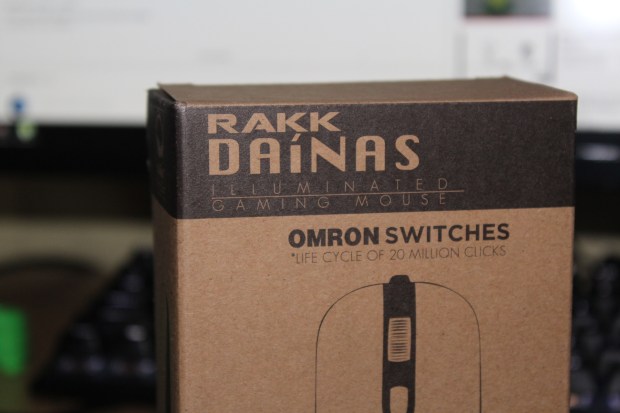 RAKK
DAíNAS
ILLUMINATED
GAMING MOUSE
OMRON SWITCHES
*LIFE CYCLE OF 20 MILLION CLICKS